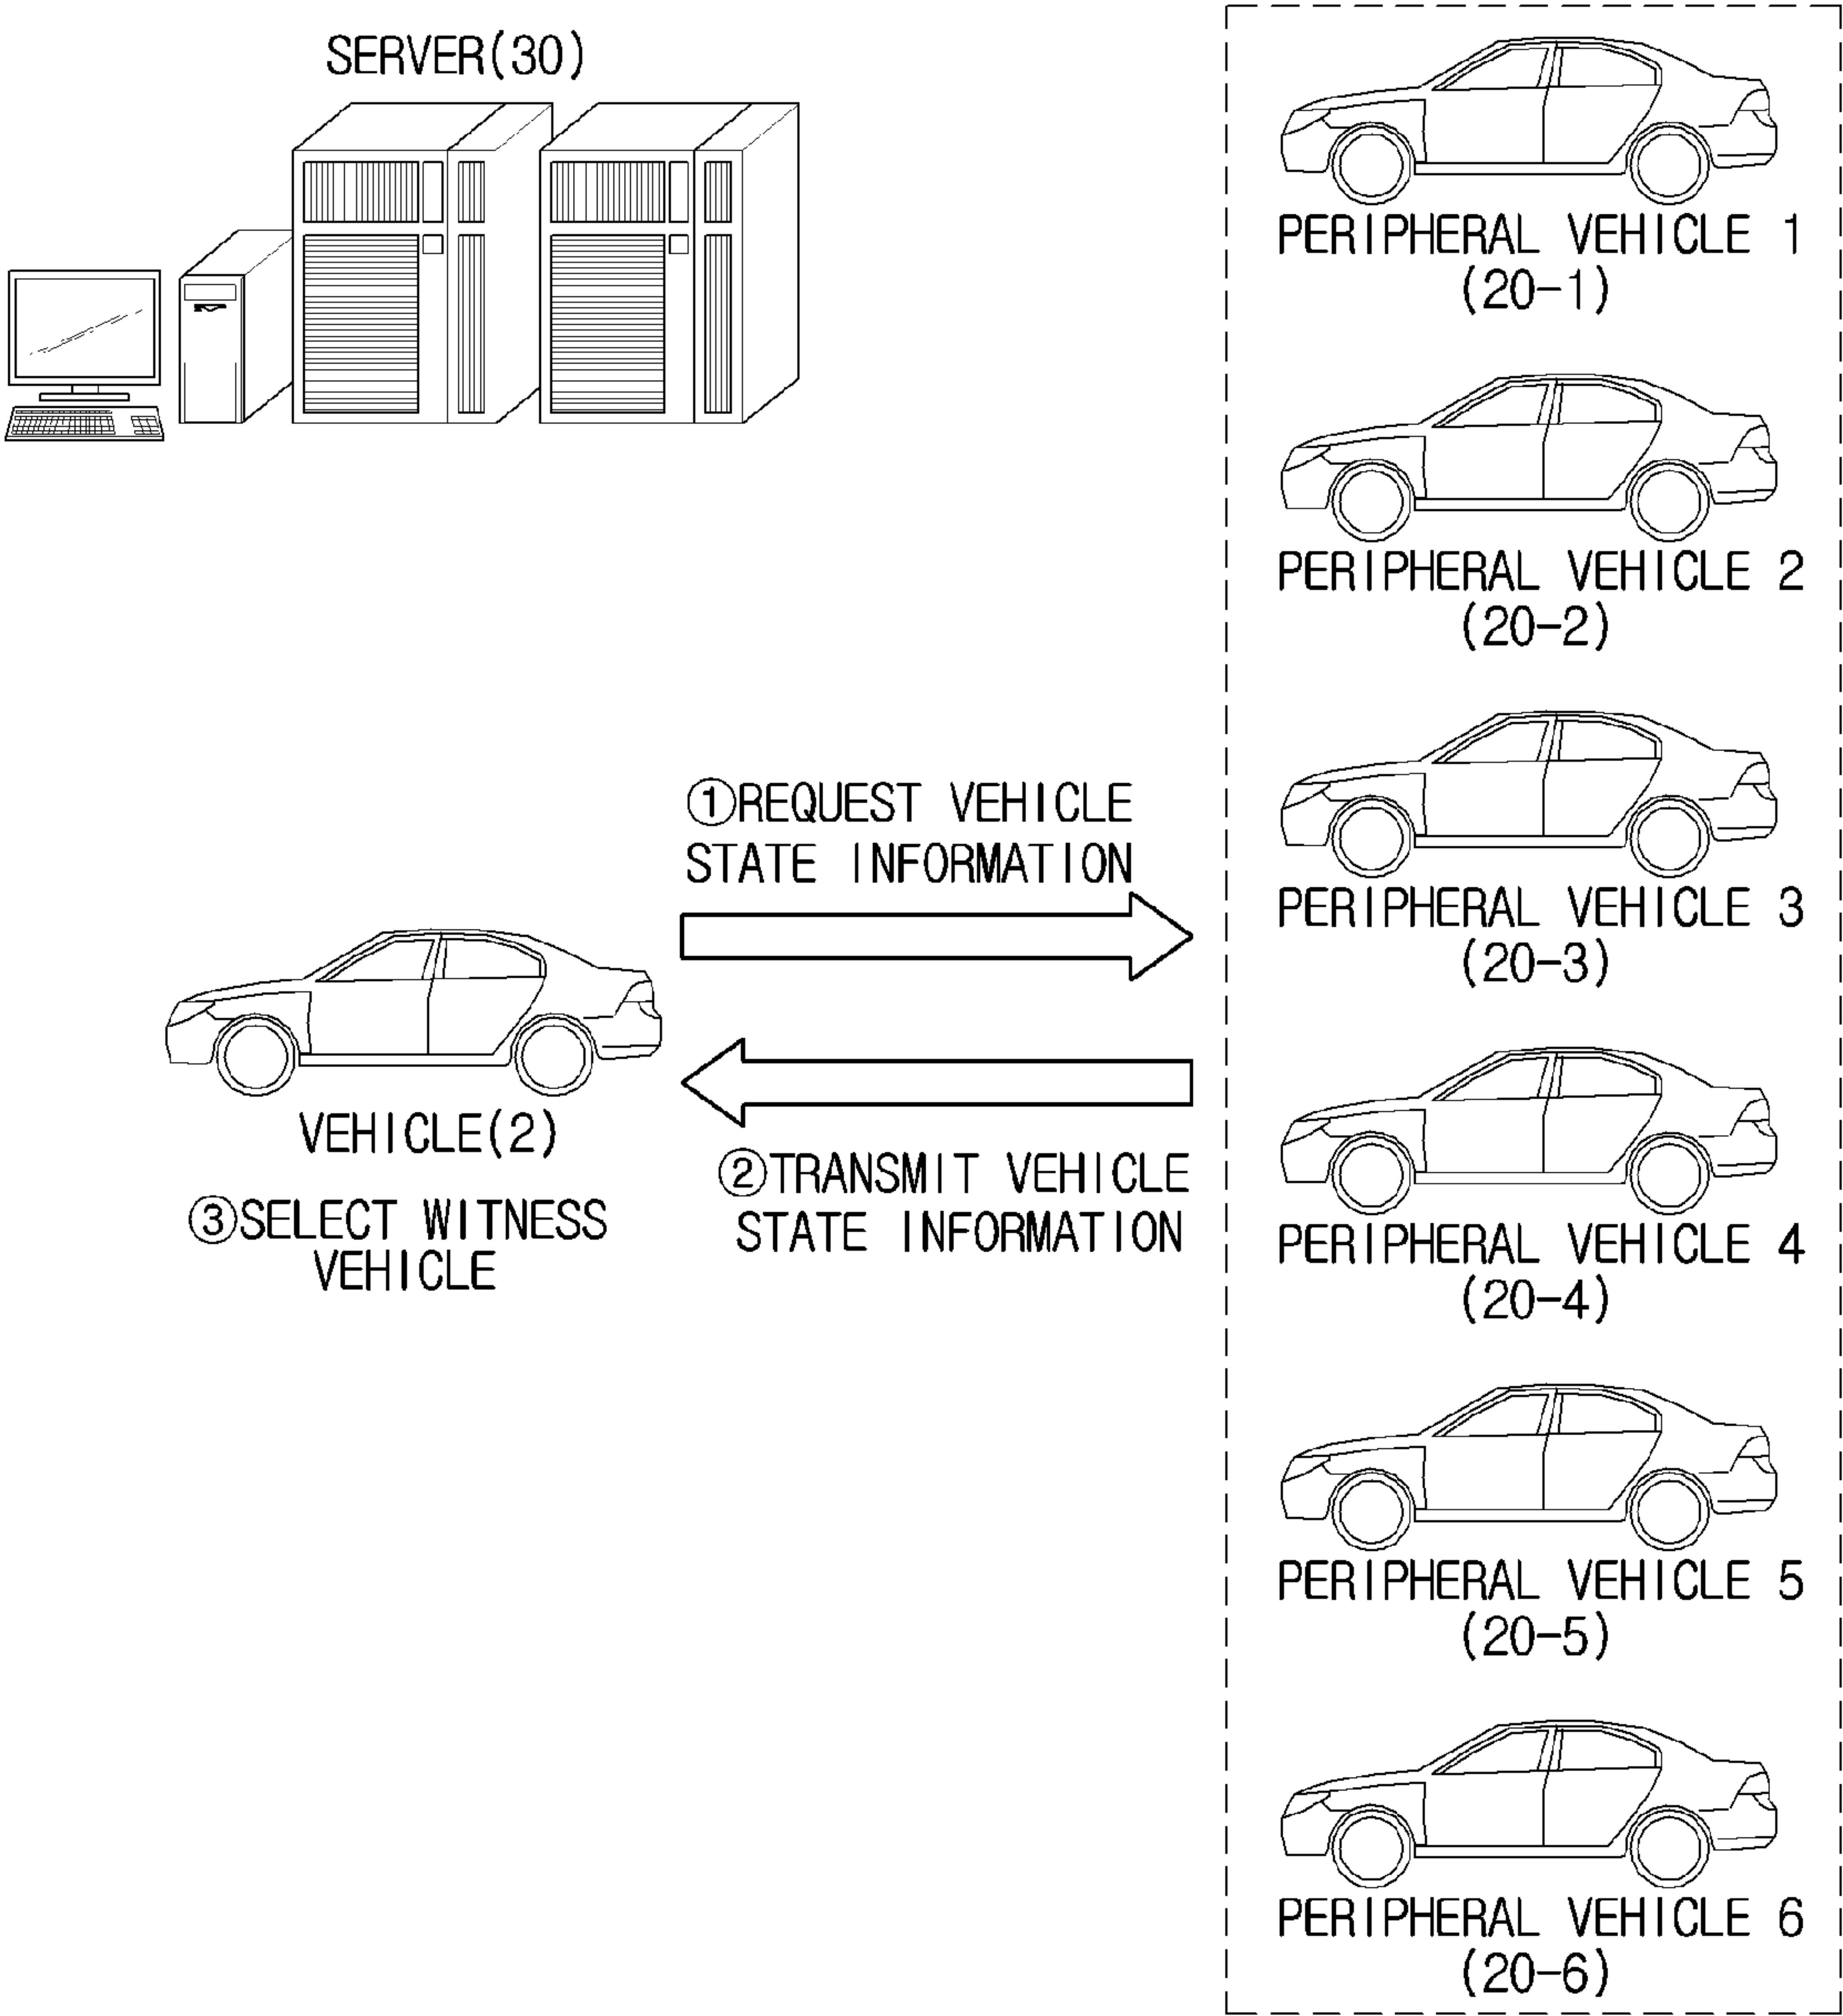 SERVER(30)
①REQUEST VEHICLE
STATE INFORMATION
VEHICLE(2)
②TRANSMIT VEHICLE
STATE INFORMATION
③SELECT WITNESS
VEHICLE
PERIPHERAL VEHICLE 1
(20-1)
PERIPHERAL VEHICLE 2
(20-2)
PERIPHERAL VEHICLE 3
(20-3)
PERIPHERAL VEHICLE 4
(20-4)
PERIPHERAL VEHICLE 5
(20-5)
PERIPHERAL VEHICLE 6
(20-6)